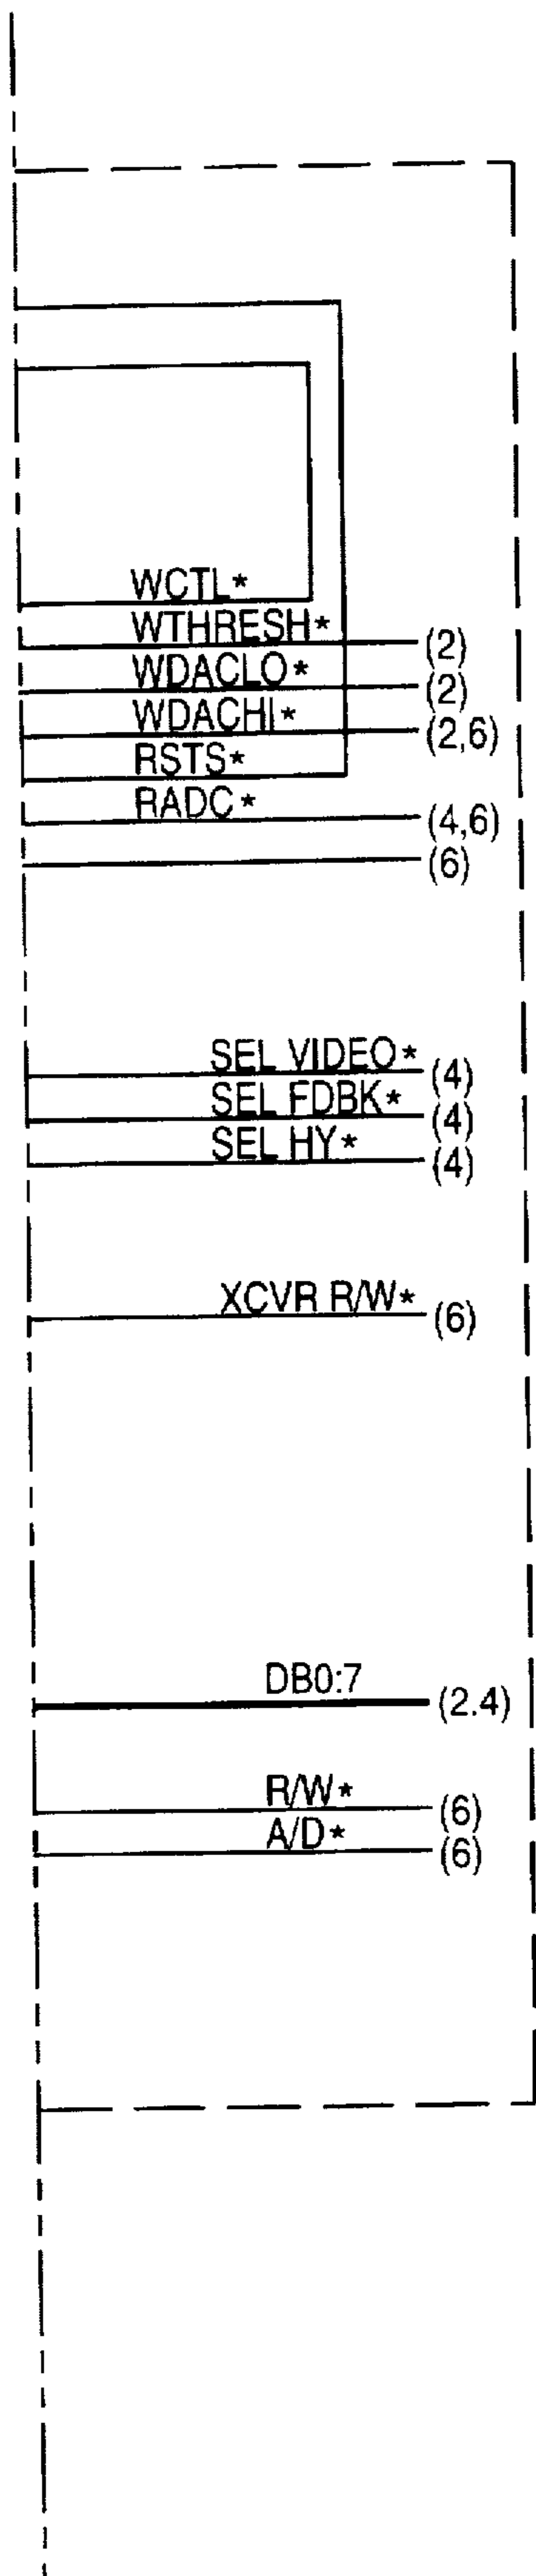 WCTL*
WTHRESH* (2)
WDACLO* (2)
WDACHI* (2,6)
RSTS*
RADC* (4,6)
(6)
SEL VIDEO* (4)
SEL FDBK* (4)
SEL HY* (4)
XCVR R/W* (6)
DB0:7 (2.4)
R/W* (6)
A/D* (6)